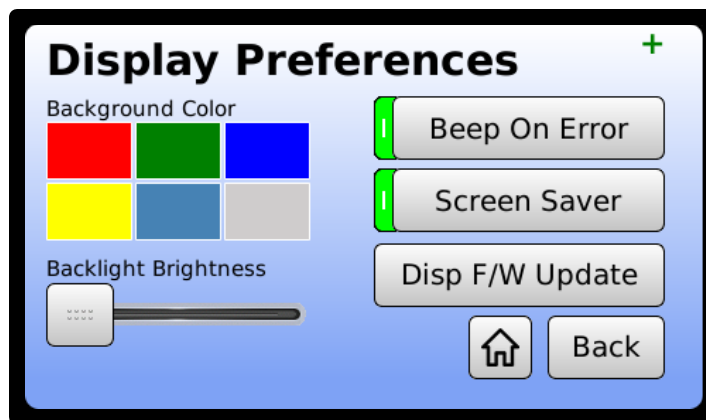 Display Preferences
+
Background Color
Beep On Error
Screen Saver
Backlight Brightness
Disp F/W Update
Back